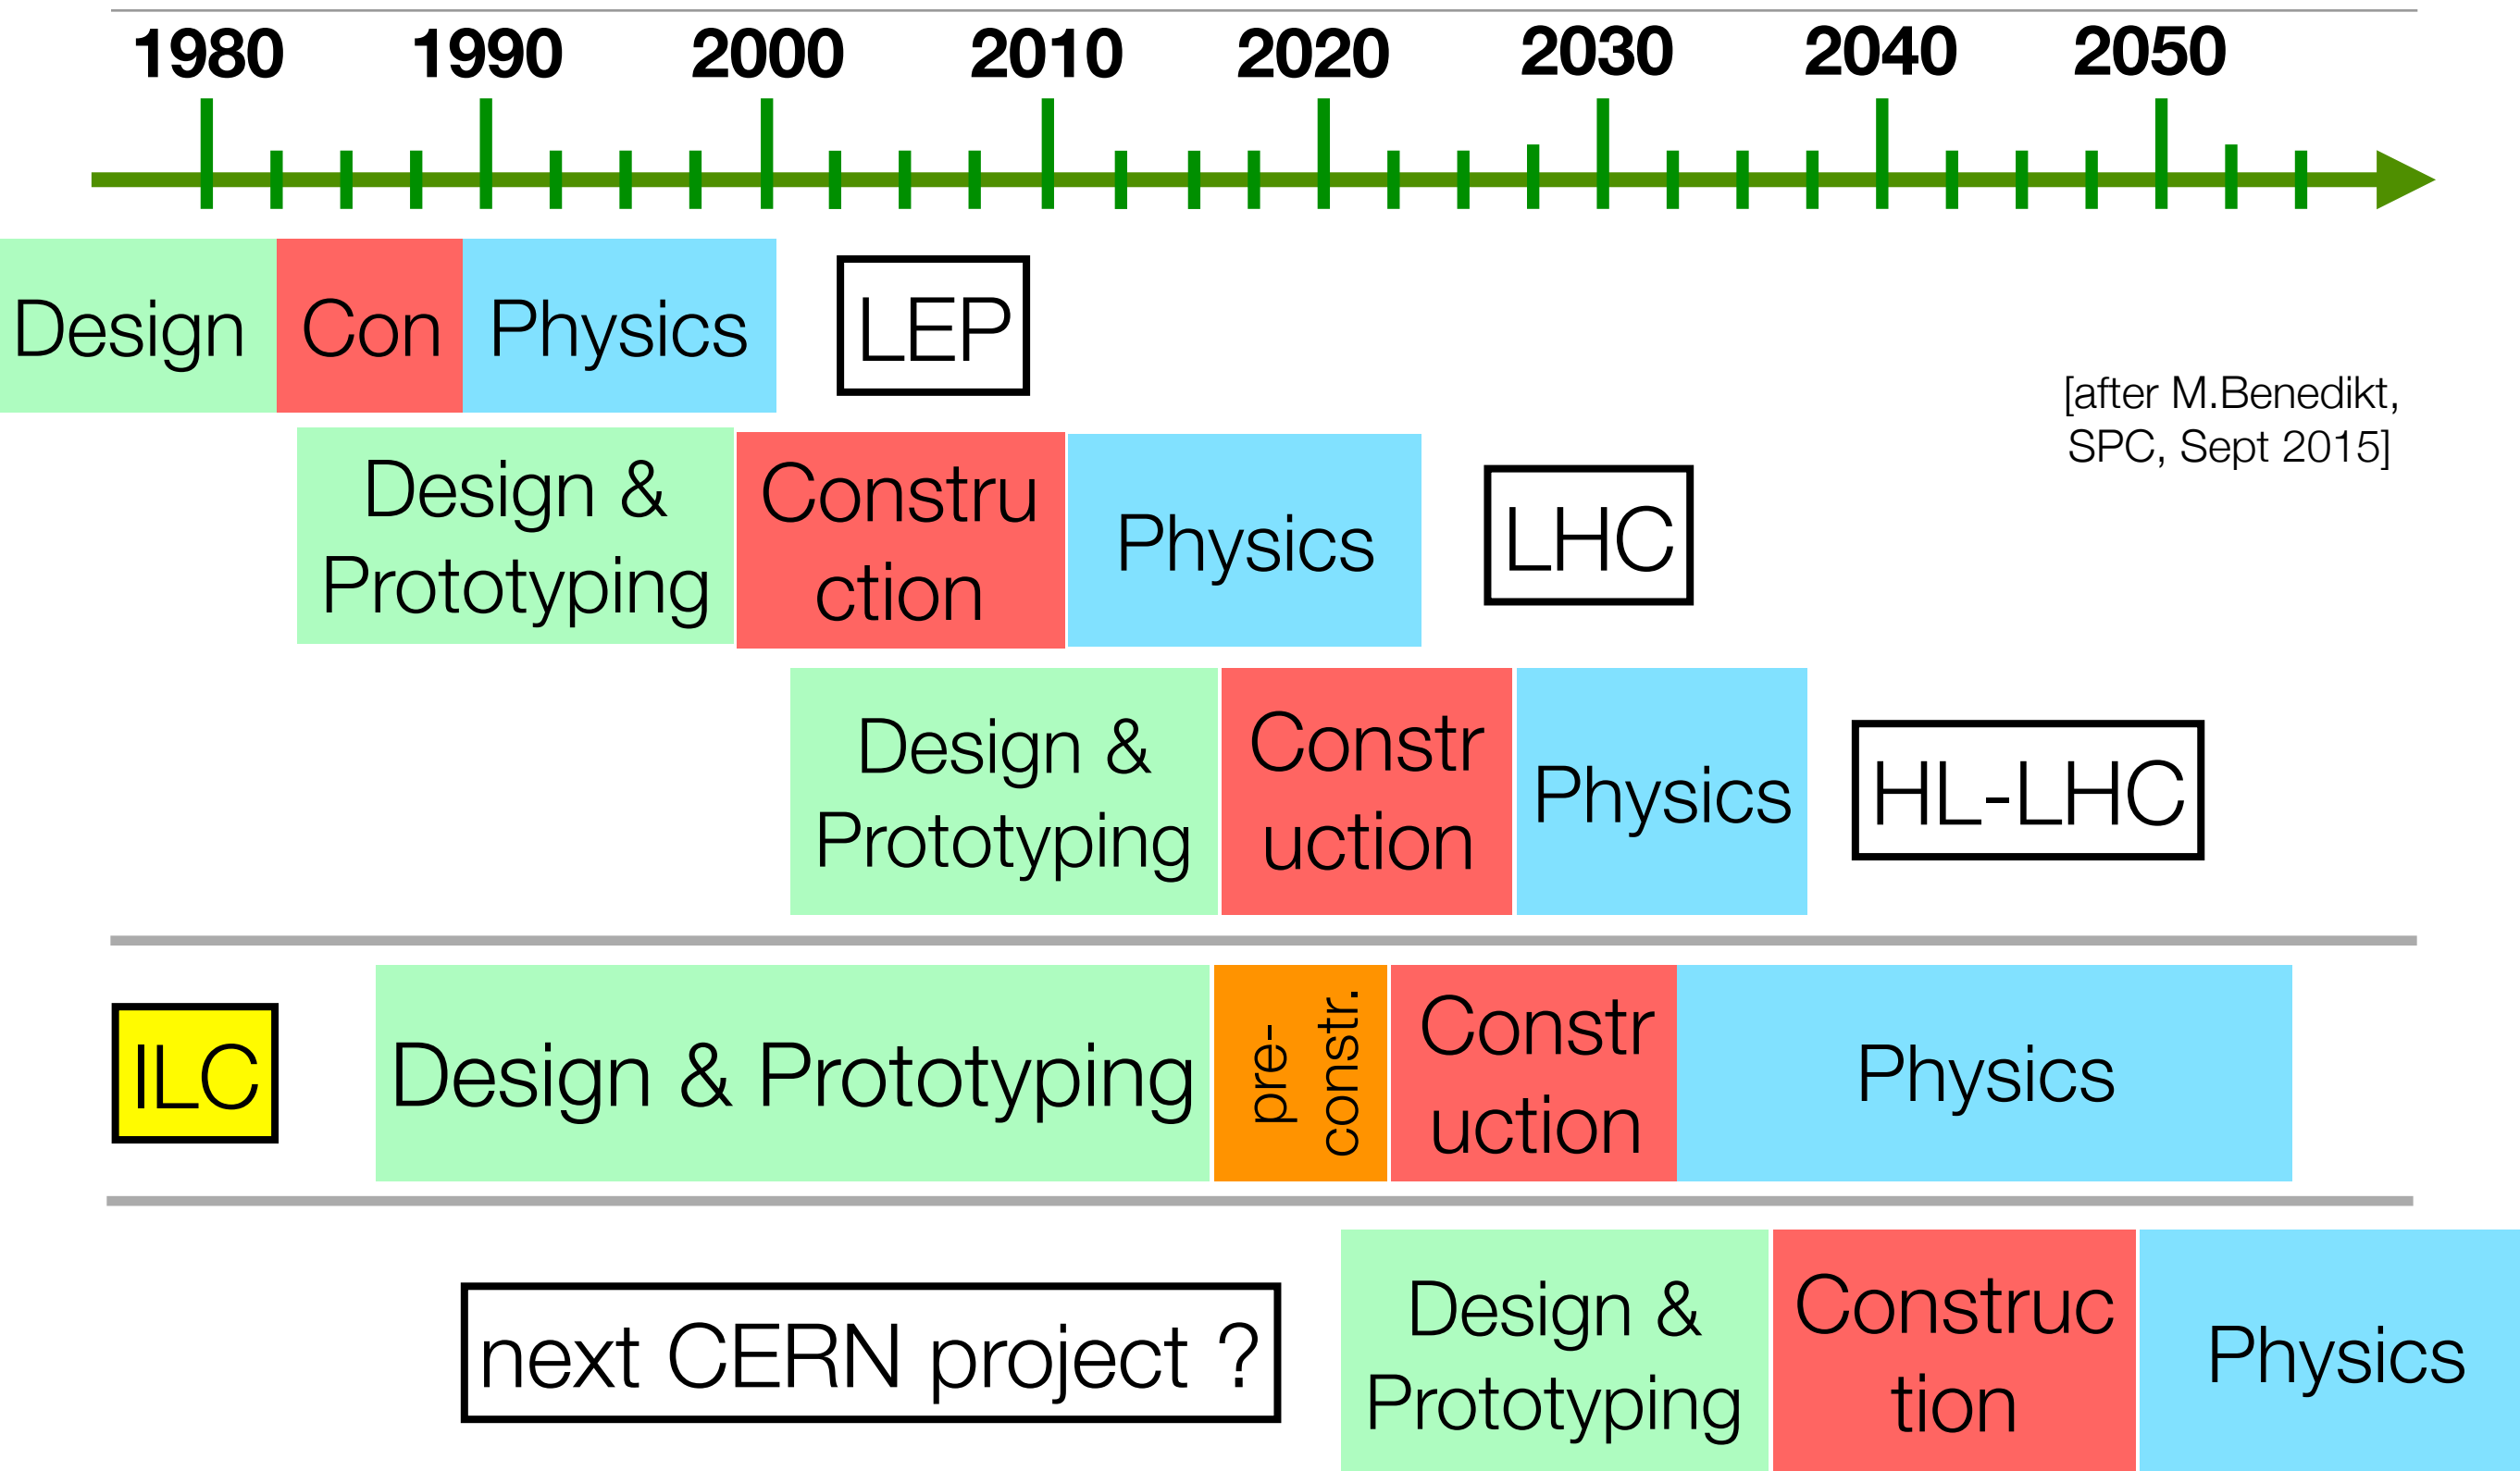 1980 1990 2000 2010 2020 2030 2040 2050
Design Con Physics LEP
[after M.Benedikt,
SPC, Sept 2015]
Design &
Prototyping
Constru
ction
Physics
LHC
Design &
Prototyping
Constr
uction
Physics
HL-LHC
ILC
Design & Prototyping
pre-
constr.
Constr
uction
Physics
next CERN project ?
Design &
Prototyping
Construc
tion
Physics